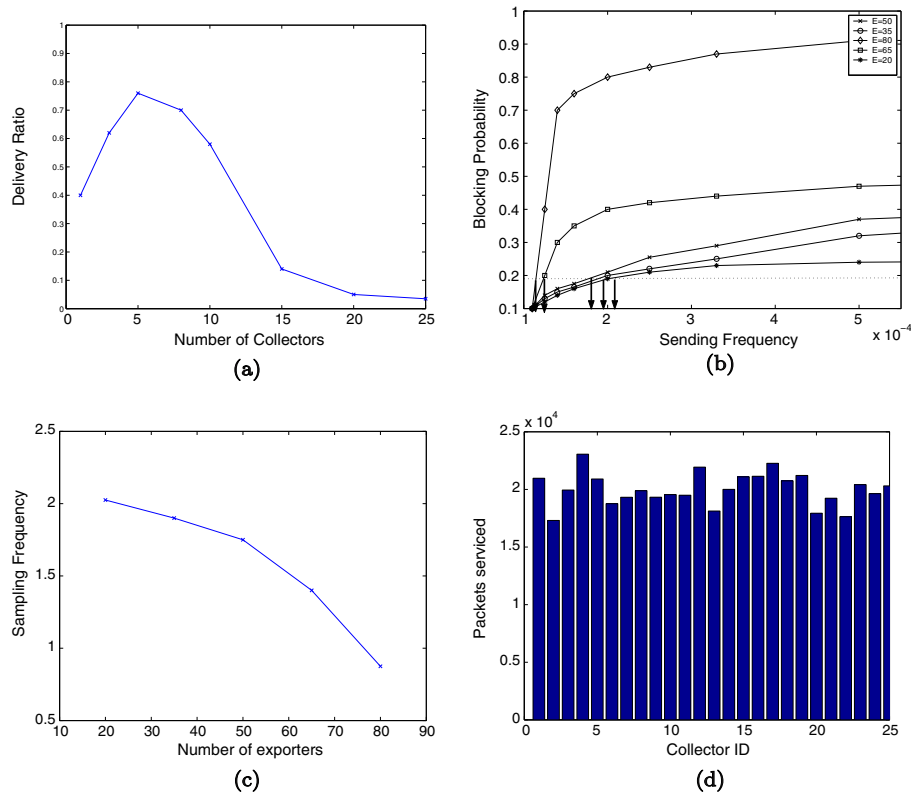 1
0.9
0.8
0.7
0.6
0.5
0.4
0.3
0.2
0.1
0
0 5 10 15 20 25
Delivery Ratio
Number of Collectors
(a)
1
0.9
0.8
0.7
0.6
0.5
0.4
0.3
0.2
0.1
1 2 3 4 5
x 10⁻⁴
Blocking Probability
Sending Frequency
E=50
E=35
E=80
E=65
E=20
(b)
2.5
2
1.5
1
0.5
10 20 30 40 50 60 70 80 90
Sampling Frequency
Number of exporters
(c)
x 10⁴
2.5
2
1.5
1
0.5
0
0 5 10 15 20 25
Packets serviced
Collector ID
(d)